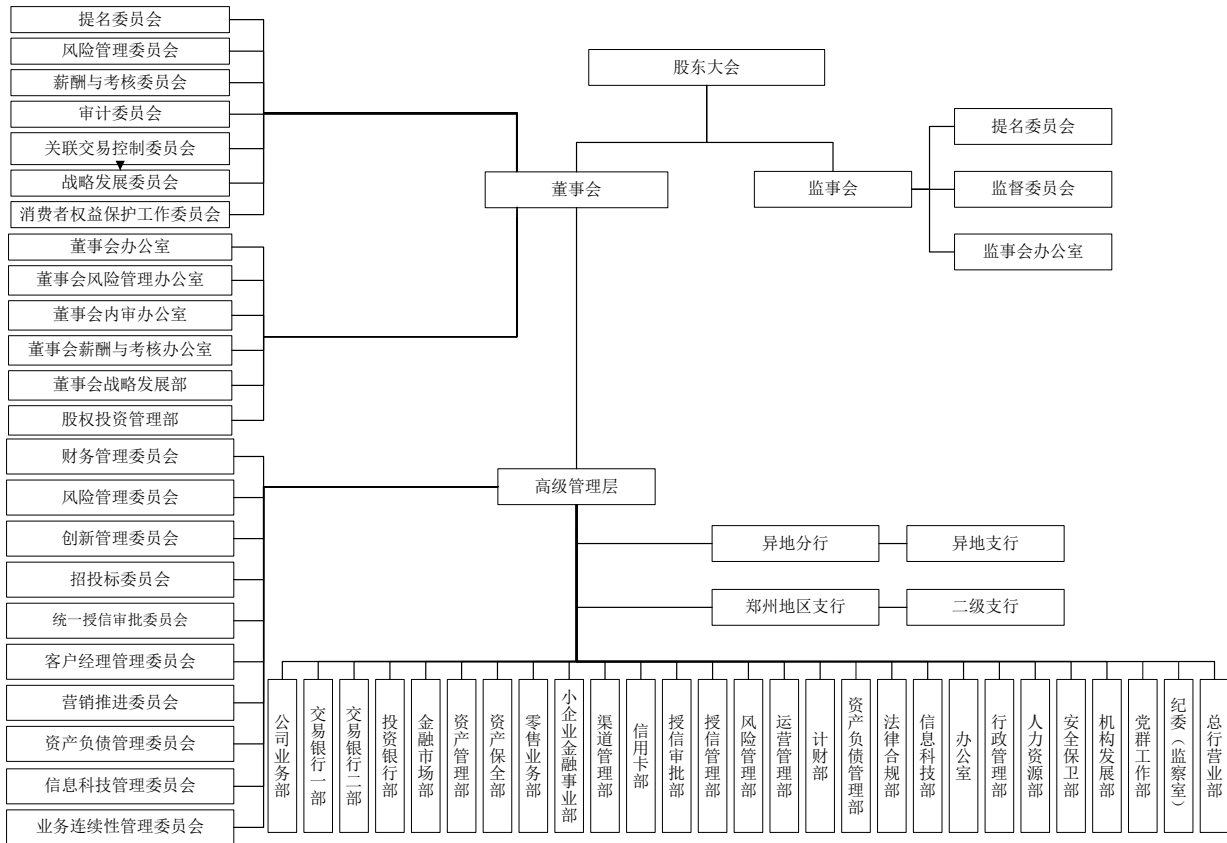 提名委员会
风险管理委员会
薪酬与考核委员会
审计委员会
关联交易控制委员会
战略发展委员会
消费者权益保护工作委员会
董事会办公室
董事会风险管理办公室
董事会内审办公室
董事会薪酬与考核办公室
董事会战略发展部
股权投资管理部
财务管理委员会
风险管理委员会
创新管理委员会
招投标委员会
统一授信审批委员会
客户经理管理委员会
营销推进委员会
资产负债管理委员会
信息科技管理委员会
业务连续性管理委员会
股东大会
董事会
监事会
提名委员会
监督委员会
监事会办公室
高级管理层
异地分行
异地支行
郑州地区支行
二级支行
公司业务部
交易银行一部
交易银行二部
投资银行部
金融市场部
资产管理部
资产保全部
零售业务部
小企业金融事业部
渠道管理部
信用卡部
授信审批部
授信管理部
风险管理部
运营管理部
计财部
资产负债管理部
法律合规部
信息科技部
办公室
行政管理部
人力资源部
安全保卫部
机构发展部
党群工作部
纪委（监察室）
总行营业部